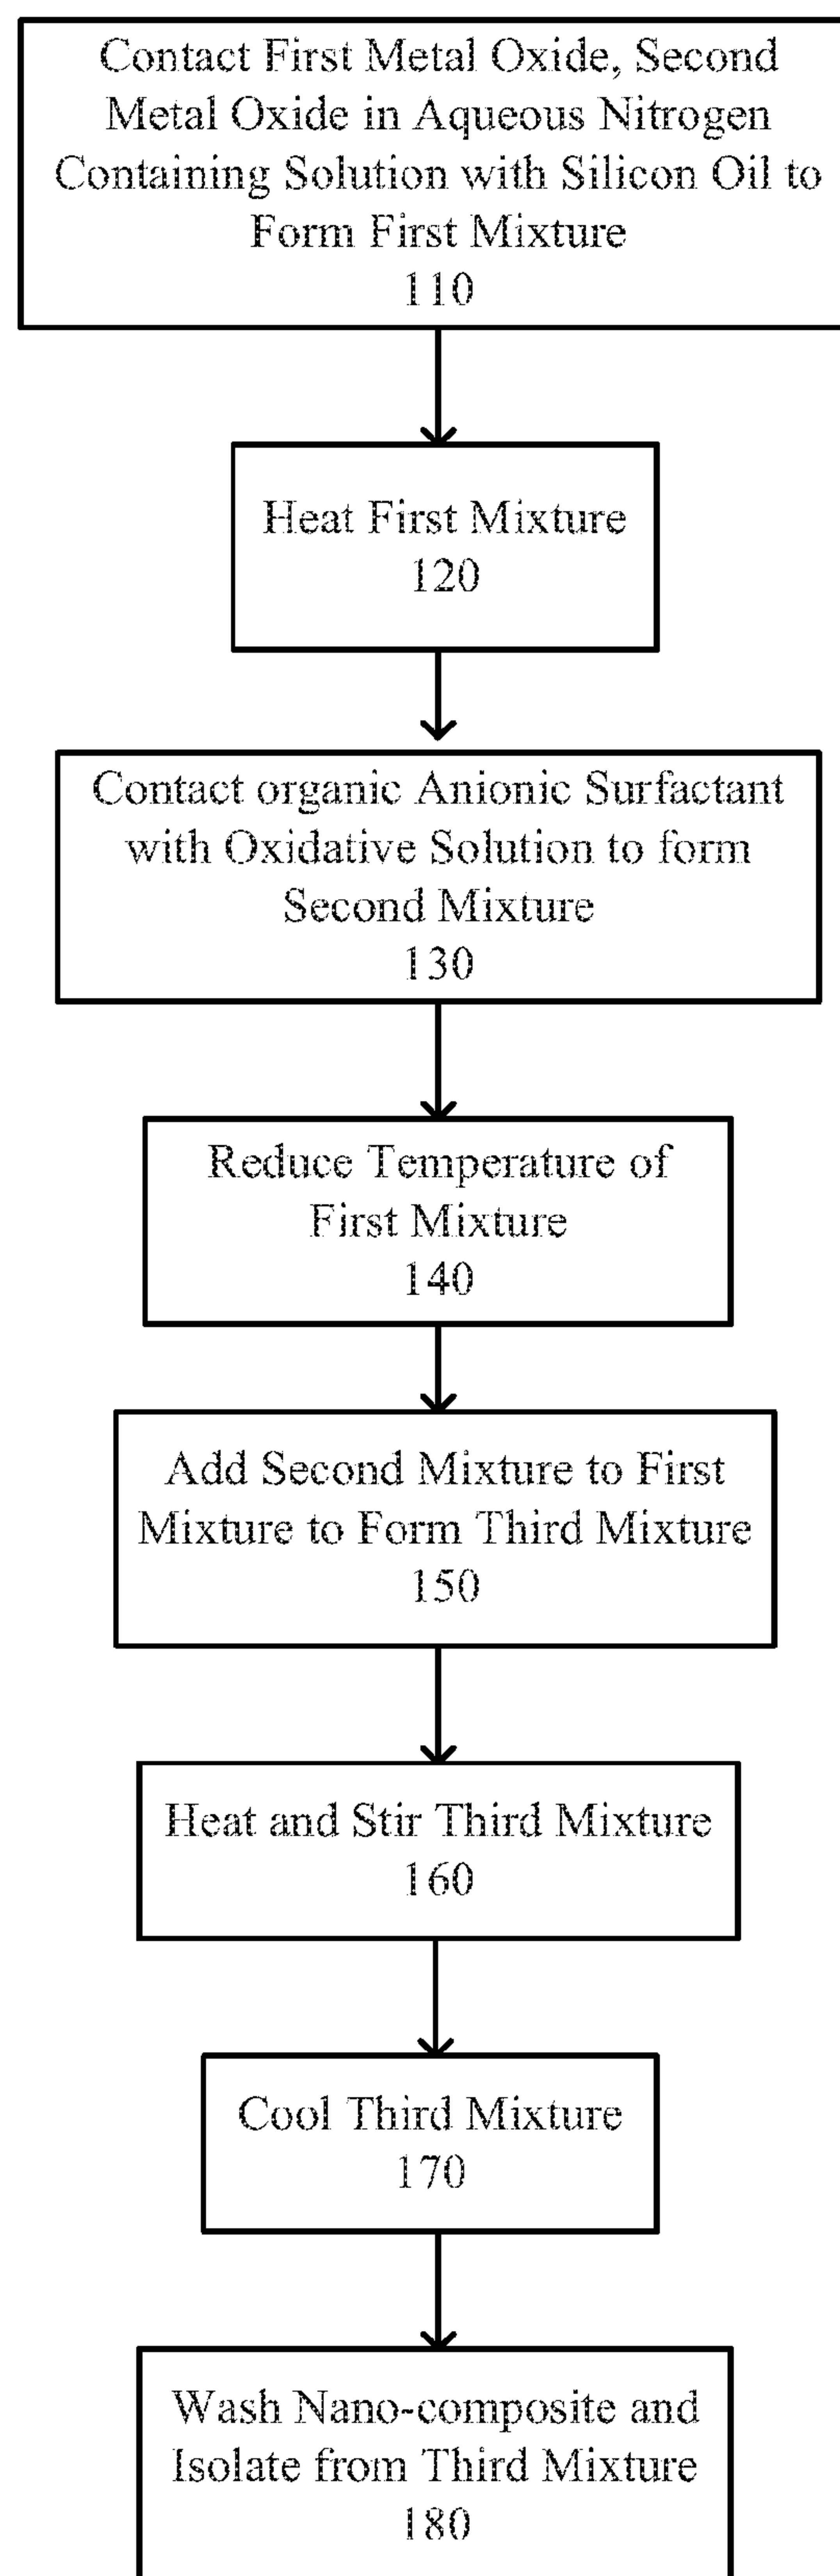 Contact First Metal Oxide, Second
Metal Oxide in Aqueous Nitrogen
Containing Solution with Silicon Oil to
Form First Mixture
110
Heat First Mixture
120
Contact organic Anionic Surfactant
with Oxidative Solution to form
Second Mixture
130
Reduce Temperature of
First Mixture
140
Add Second Mixture to First
Mixture to Form Third Mixture
150
Heat and Stir Third Mixture
160
Cool Third Mixture
170
Wash Nano-composite and
Isolate from Third Mixture
180